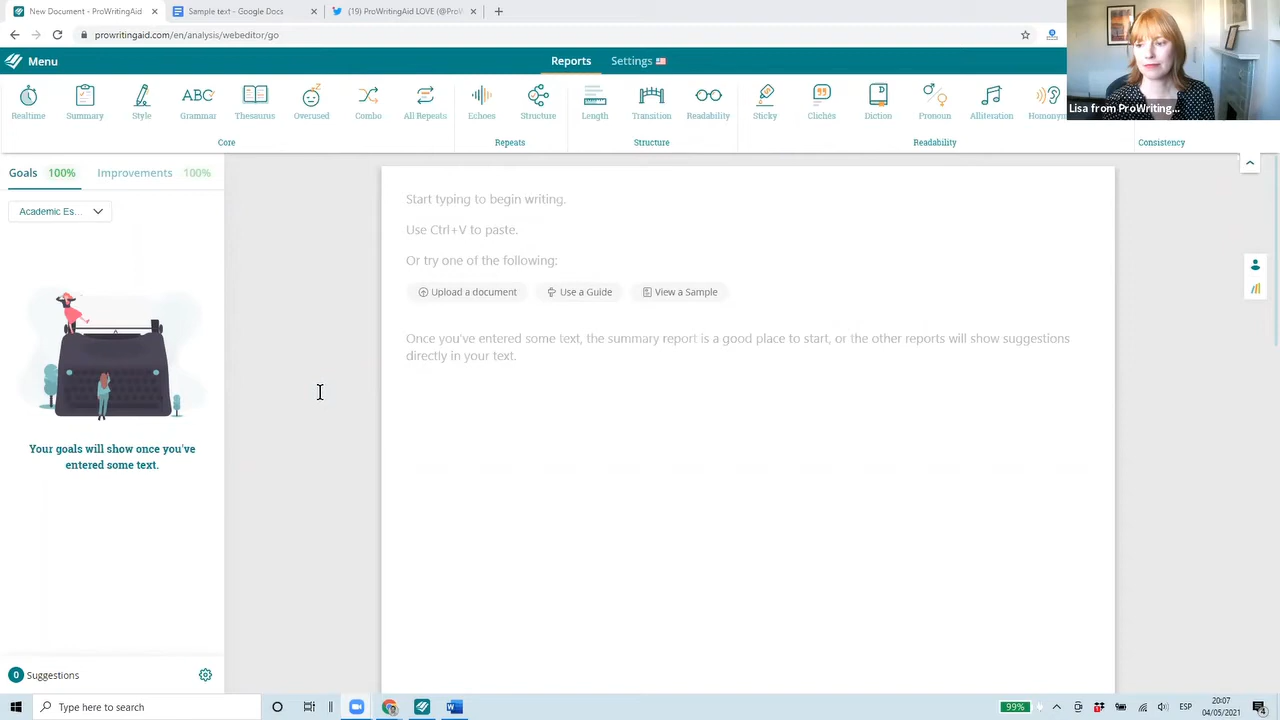 New Document - ProWritingAid
Sample text - Google Docs
(19) ProWritingAid LOVE (@ProW
prowritingaid.com/en/analysis/webeditor/go
Menu
Reports
Settings
Lisa from ProWriting...
ABC
Realtime
Summary
Style
Grammar
Thesaurus
Overused
Combo
All Repeats
Echoes
Structure
Length
Transition
Readability
Sticky
Clichés
Diction
Pronoun
Alliteration
Homonym
Core
Repeats
Structure
Readability
Consistency
Goals 100%
Improvements 100%
Academic Es...
Your goals will show once you've
entered some text.
0 Suggestions
Start typing to begin writing.
Use Ctrl+V to paste.
Or try one of the following:
Upload a document
Use a Guide
View a Sample
Once you've entered some text, the summary report is a good place to start, or the other reports will show suggestions
directly in your text.
Type here to search
99%
ESP
20:07
04/05/2021